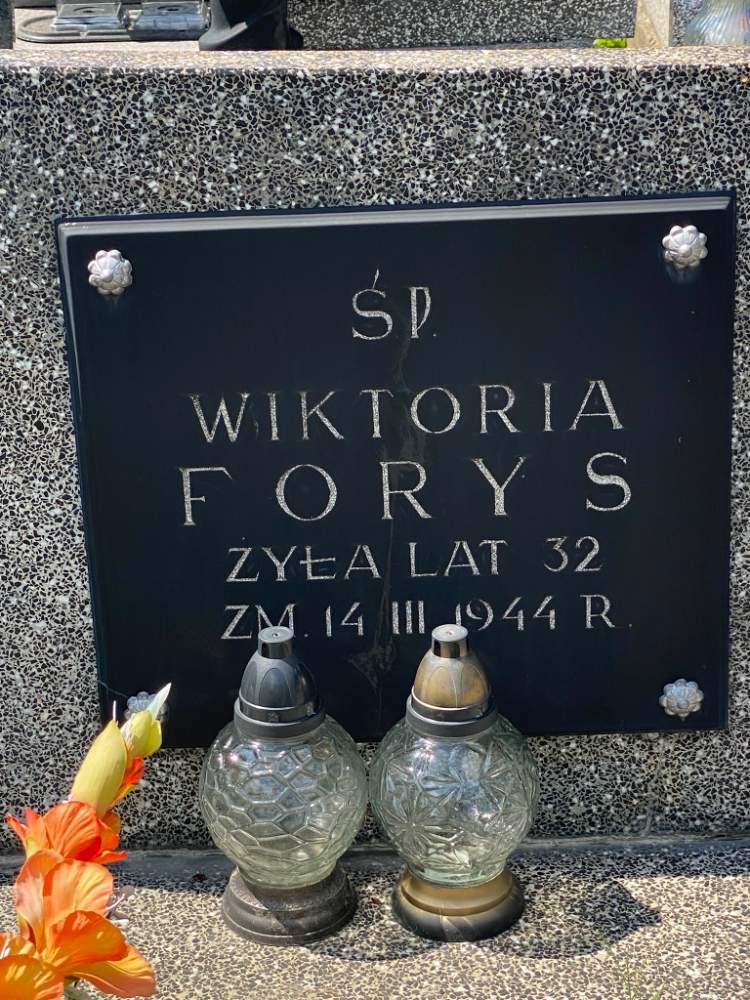 ŚP.
WIKTORIA
FORYS
ŻYŁA LAT 32
ZM. 14 III 1944 R.